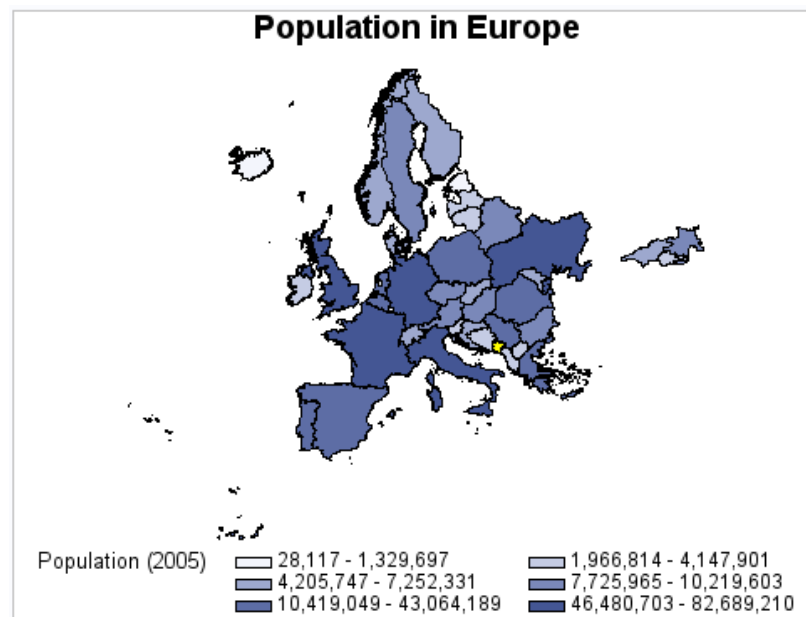 Population in Europe
Population (2005) 28,117 - 1,329,697 1,966,814 - 4,147,901
4,205,747 - 7,252,331 7,725,965 - 10,219,603
10,419,049 - 43,064,189 46,480,703 - 82,689,210